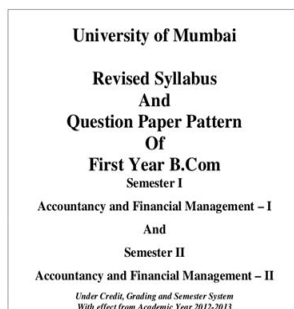 University of Mumbai
Revised Syllabus
And
Question Paper Pattern
Of
First Year B.Com
Semester I
Accountancy and Financial Management – I
And
Semester II
Accountancy and Financial Management – II
Under Credit, Grading and Semester System
With effect from Academic Year 2012-2013